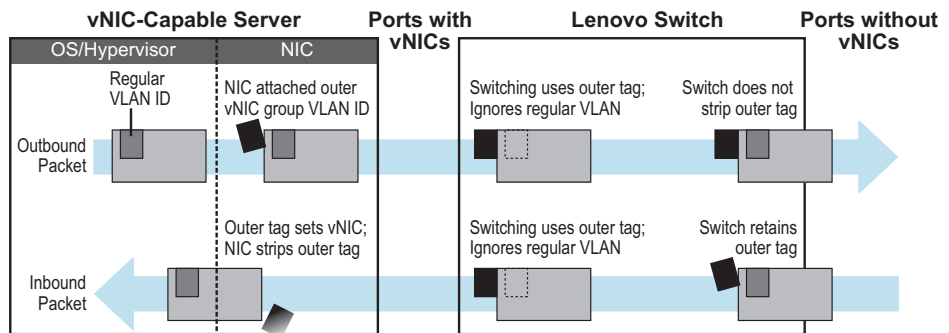 vNIC-Capable Server
Ports with
vNICs
Lenovo Switch
Ports without
vNICs
OS/Hypervisor
NIC
Regular
VLAN ID
NIC attached outer
vNIC group VLAN ID
Switching uses outer tag;
Ignores regular VLAN
Switch does not
strip outer tag
Outbound
Packet
Outer tag sets vNIC;
NIC strips outer tag
Switching uses outer tag;
Ignores regular VLAN
Switch retains
outer tag
Inbound
Packet